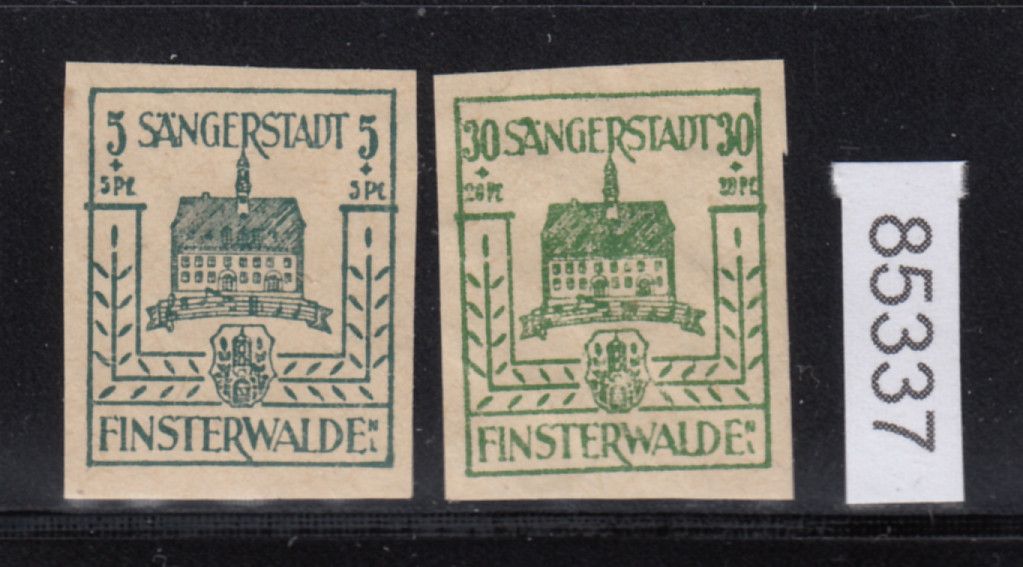 5 SÄNGERSTADT 5
+ +
5 Pf. 5 Pf.
FINSTERWALDE N/L
30 SÄNGERSTADT 30
+ +
20 Pf. 20 Pf.
FINSTERWALDE N/L
85337